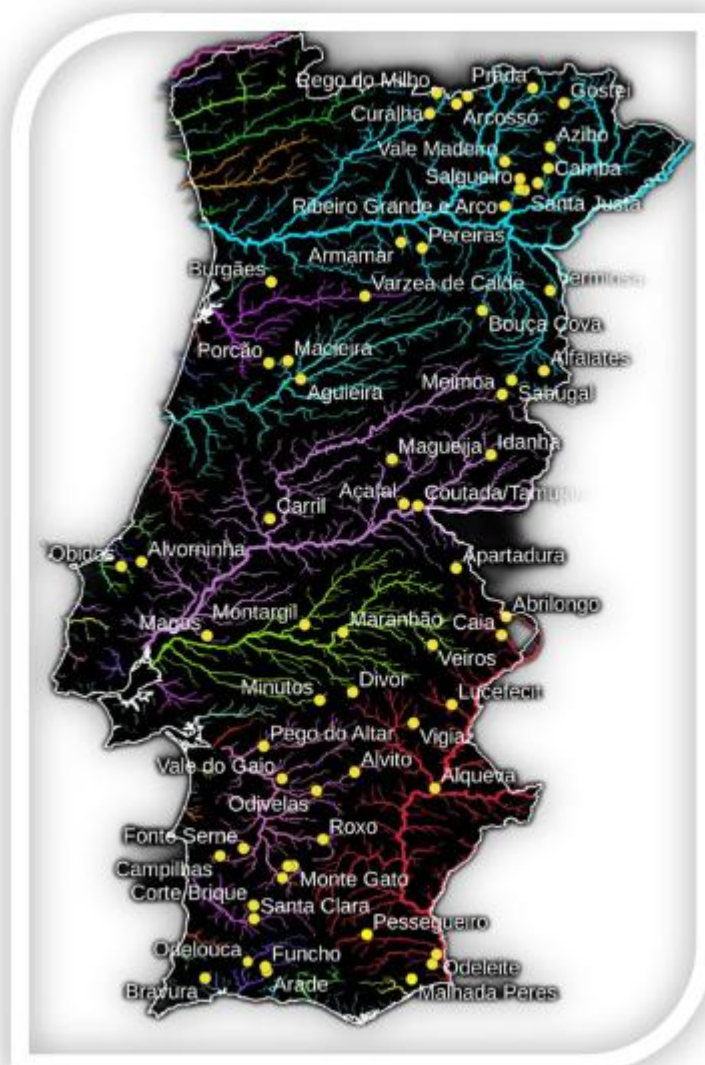 Rego do Milho
Prada
Gostei
Curalha
Arcossó
Azibo
Vale Madeiro
Camba
Salgueiro
Ribeiro Grande e Arco
Santa Justa
Pereiras
Armamar
Burgães
Varzea de Calde
Vermiosa
Bouça Cova
Porcão
Macieira
Alfaiates
Aguieira
Meimoa
Sabugal
Magueija
Idanha
Açafal
Coutada/Tamujais
Carril
Óbidos
Alvorninha
Apartadura
Magos
Montargil
Maranhão
Abrilongo
Caia
Veiros
Minutos
Divor
Lucefecit
Pego do Altar
Vigia
Vale do Gaio
Alvito
Alqueva
Odivelas
Fonte Serne
Roxo
Campilhas
Monte Gato
Corte Brique
Santa Clara
Pessegueiro
Odelouca
Funcho
Odeleite
Bravura
Arade
Malhada Peres